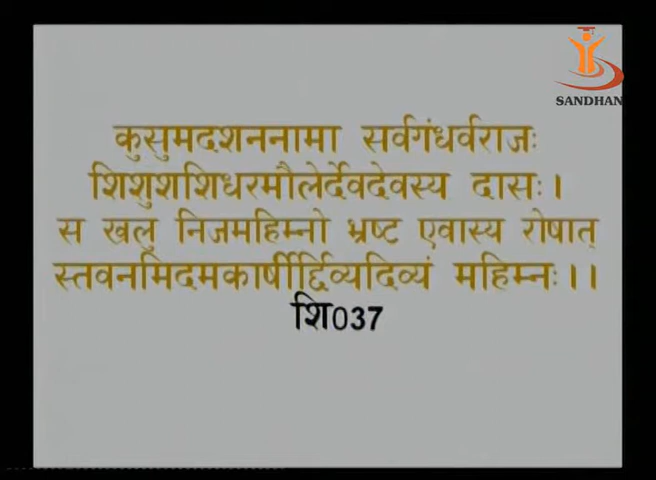 SANDHAN
कुसुमदशननामा सर्वगंधर्वराजः
शिशुशशिधरमौलेर्देवदेवस्य दासः।
स खलु निजमहिम्नो भ्रष्ट एवास्य रोषात्
स्तवनमिदमकार्षीर्द्दिव्यदिव्यं महिम्नः।।
शि037